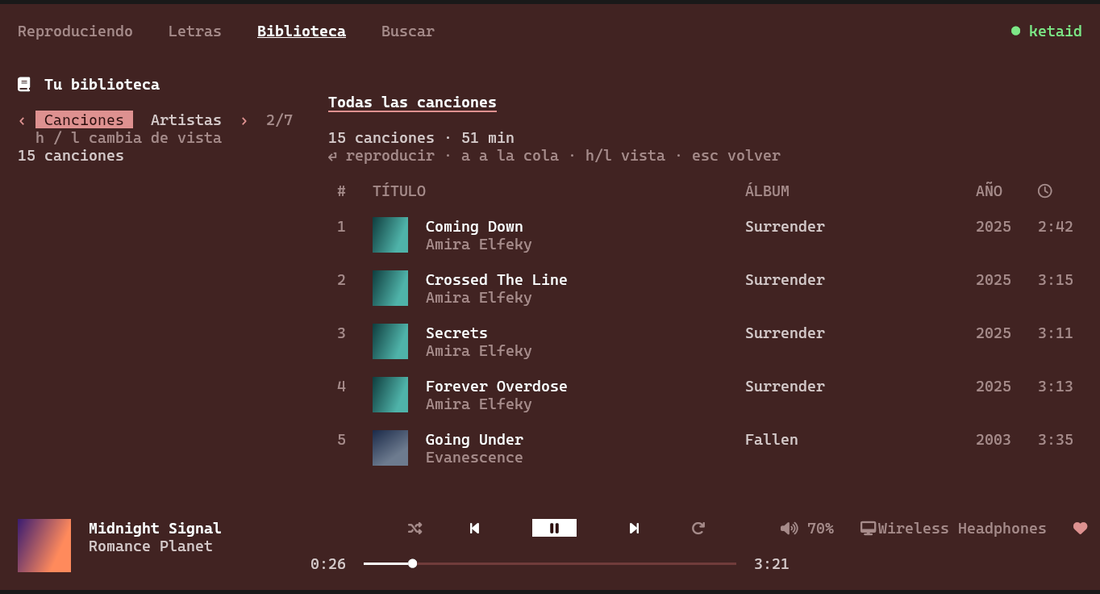 Reproduciendo Letras Biblioteca Buscar ● ketaid
Tu biblioteca
‹ Canciones Artistas › 2/7
h / l cambia de vista
15 canciones
Todas las canciones
15 canciones · 51 min
↵ reproducir · a a la cola · h/l vista · esc volver
# TÍTULO ÁLBUM AÑO
1 Coming Down Surrender 2025 2:42
Amira Elfeky
2 Crossed The Line Surrender 2025 3:15
Amira Elfeky
3 Secrets Surrender 2025 3:11
Amira Elfeky
4 Forever Overdose Surrender 2025 3:13
Amira Elfeky
5 Going Under Fallen 2003 3:35
Evanescence
Midnight Signal
Romance Planet
70% Wireless Headphones
0:26 3:21